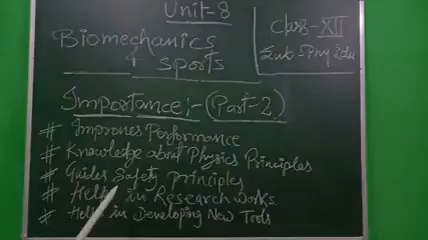 Unit-8
Class-XII
Biomechanics
Sub-Phy Edu
& sports
Importance:- (Part-2)
# Improves Performance
# Knowledge about Physics Principles
# Guides Safety principles
# Helps in Research works
# Helps in Developing New Tools